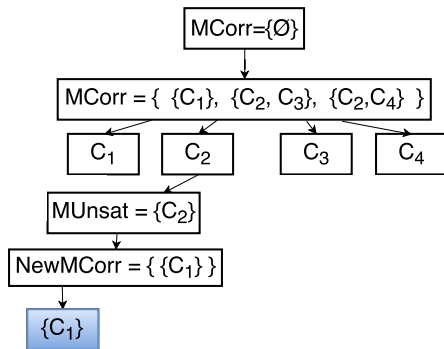 MCorr={Ø}
MCorr = { {C₁}, {C₂, C₃}, {C₂,C₄} }
C₁ C₂ C₃ C₄
MUnsat = {C₂}
NewMCorr = { {C₁} }
{C₁}